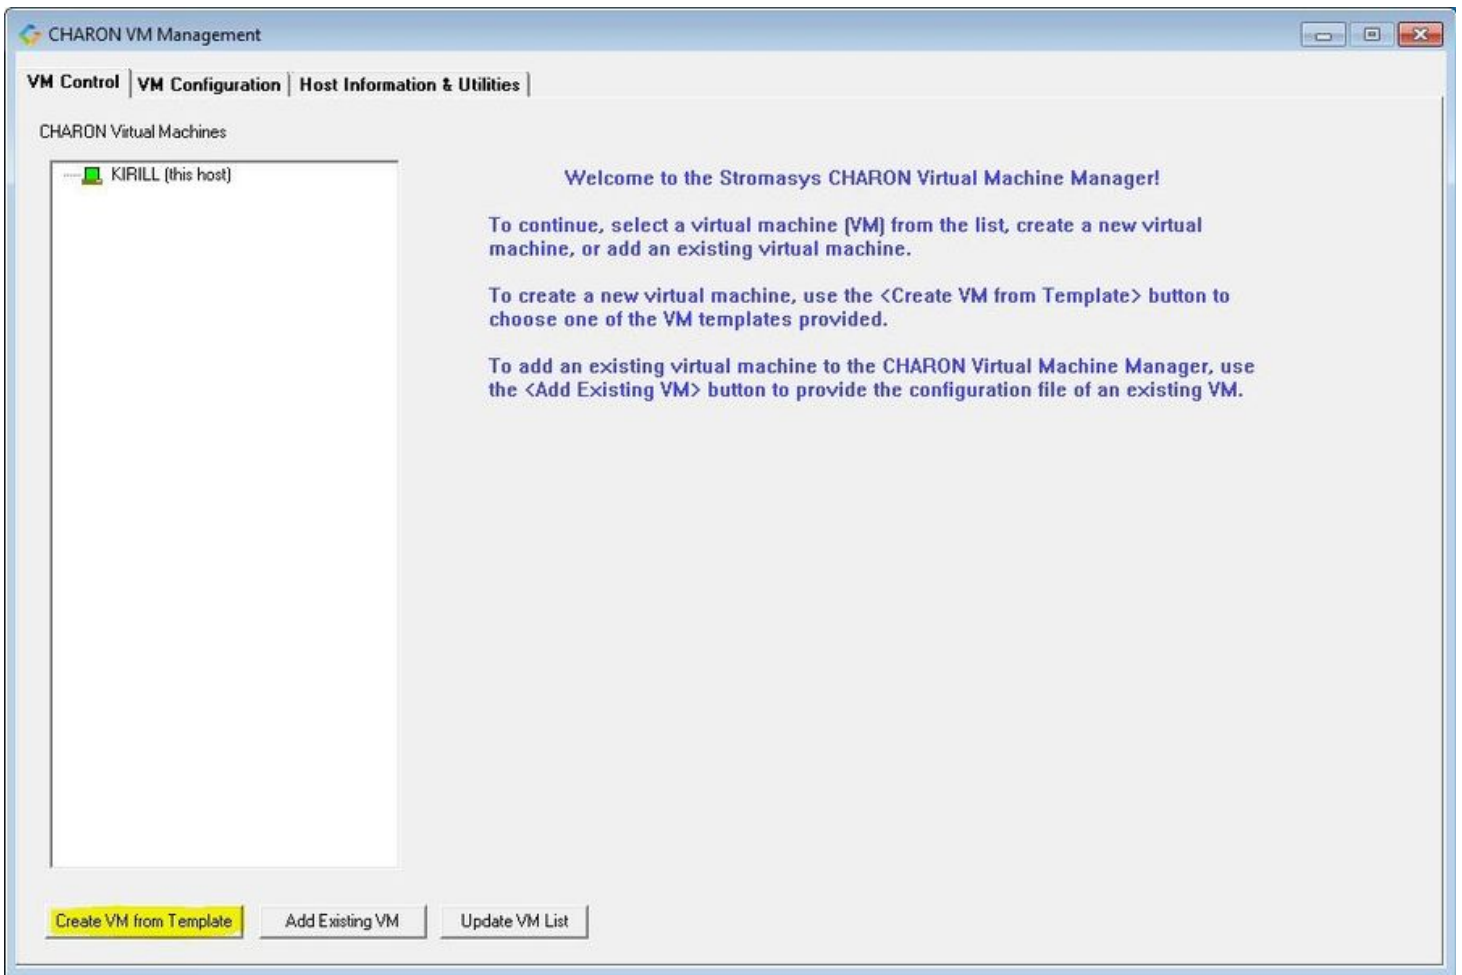 CHARON VM Management
VM Control VM Configuration Host Information & Utilities
CHARON Virtual Machines
KIRILL (this host)
Welcome to the Stromasys CHARON Virtual Machine Manager!
To continue, select a virtual machine (VM) from the list, create a new virtual
machine, or add an existing virtual machine.
To create a new virtual machine, use the <Create VM from Template> button to
choose one of the VM templates provided.
To add an existing virtual machine to the CHARON Virtual Machine Manager, use
the <Add Existing VM> button to provide the configuration file of an existing VM.
Create VM from Template Add Existing VM Update VM List